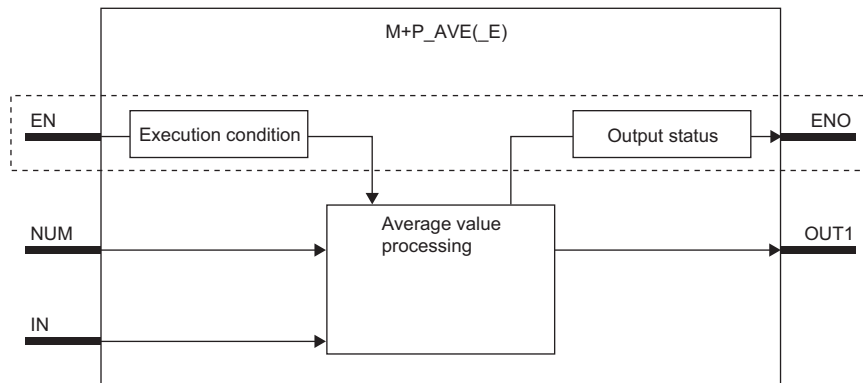 M+P_AVE(_E)
EN
Execution condition
Output status
ENO
NUM
Average value
processing
OUT1
IN